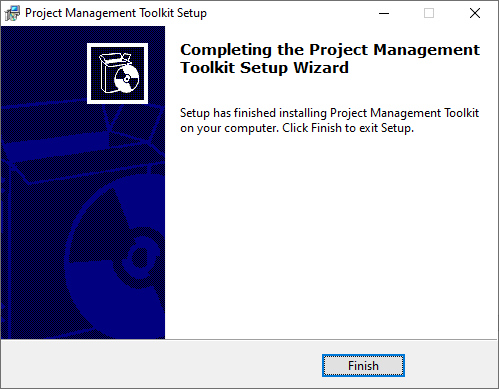 Project Management Toolkit Setup
Completing the Project Management
Toolkit Setup Wizard
Setup has finished installing Project Management Toolkit
on your computer. Click Finish to exit Setup.
Finish